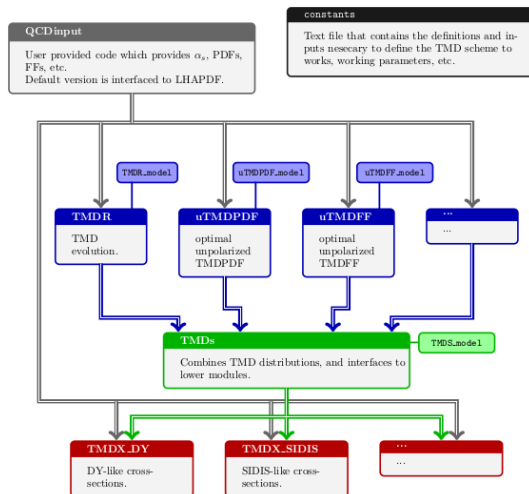 QCDinput
User provided code which provides αs, PDFs,
FFs, etc.
Default version is interfaced to LHAPDF.
constants
Text file that contains the definitions and in-
puts nesecary to define the TMD scheme to
works, working parameters, etc.
TMDR_model
uTMDPDF_model
uTMDFF_model
TMDR
TMD
evolution.
uTMDPDF
optimal
unpolarized
TMDPDF
uTMDFF
optimal
unpolarized
TMDFF
...
...
TMDs
Combines TMD distributions, and interfaces to
lower modules.
TMDS_model
TMDX_DY
DY-like cross-
sections.
TMDX_SIDIS
SIDIS-like cross-
sections.
...
...